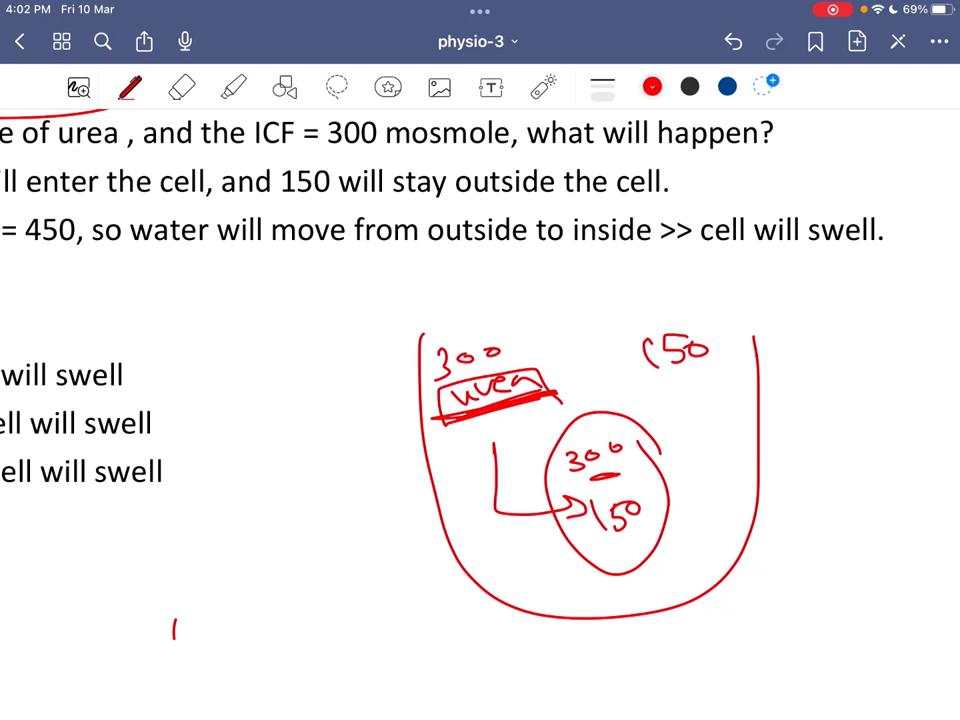 4:02 PM Fri 10 Mar
69%
physio-3
e of urea , and the ICF = 300 mosmole, what will happen?
ll enter the cell, and 150 will stay outside the cell.
= 450, so water will move from outside to inside >> cell will swell.
300
150
urea
will swell
ell will swell
300
ell will swell
150